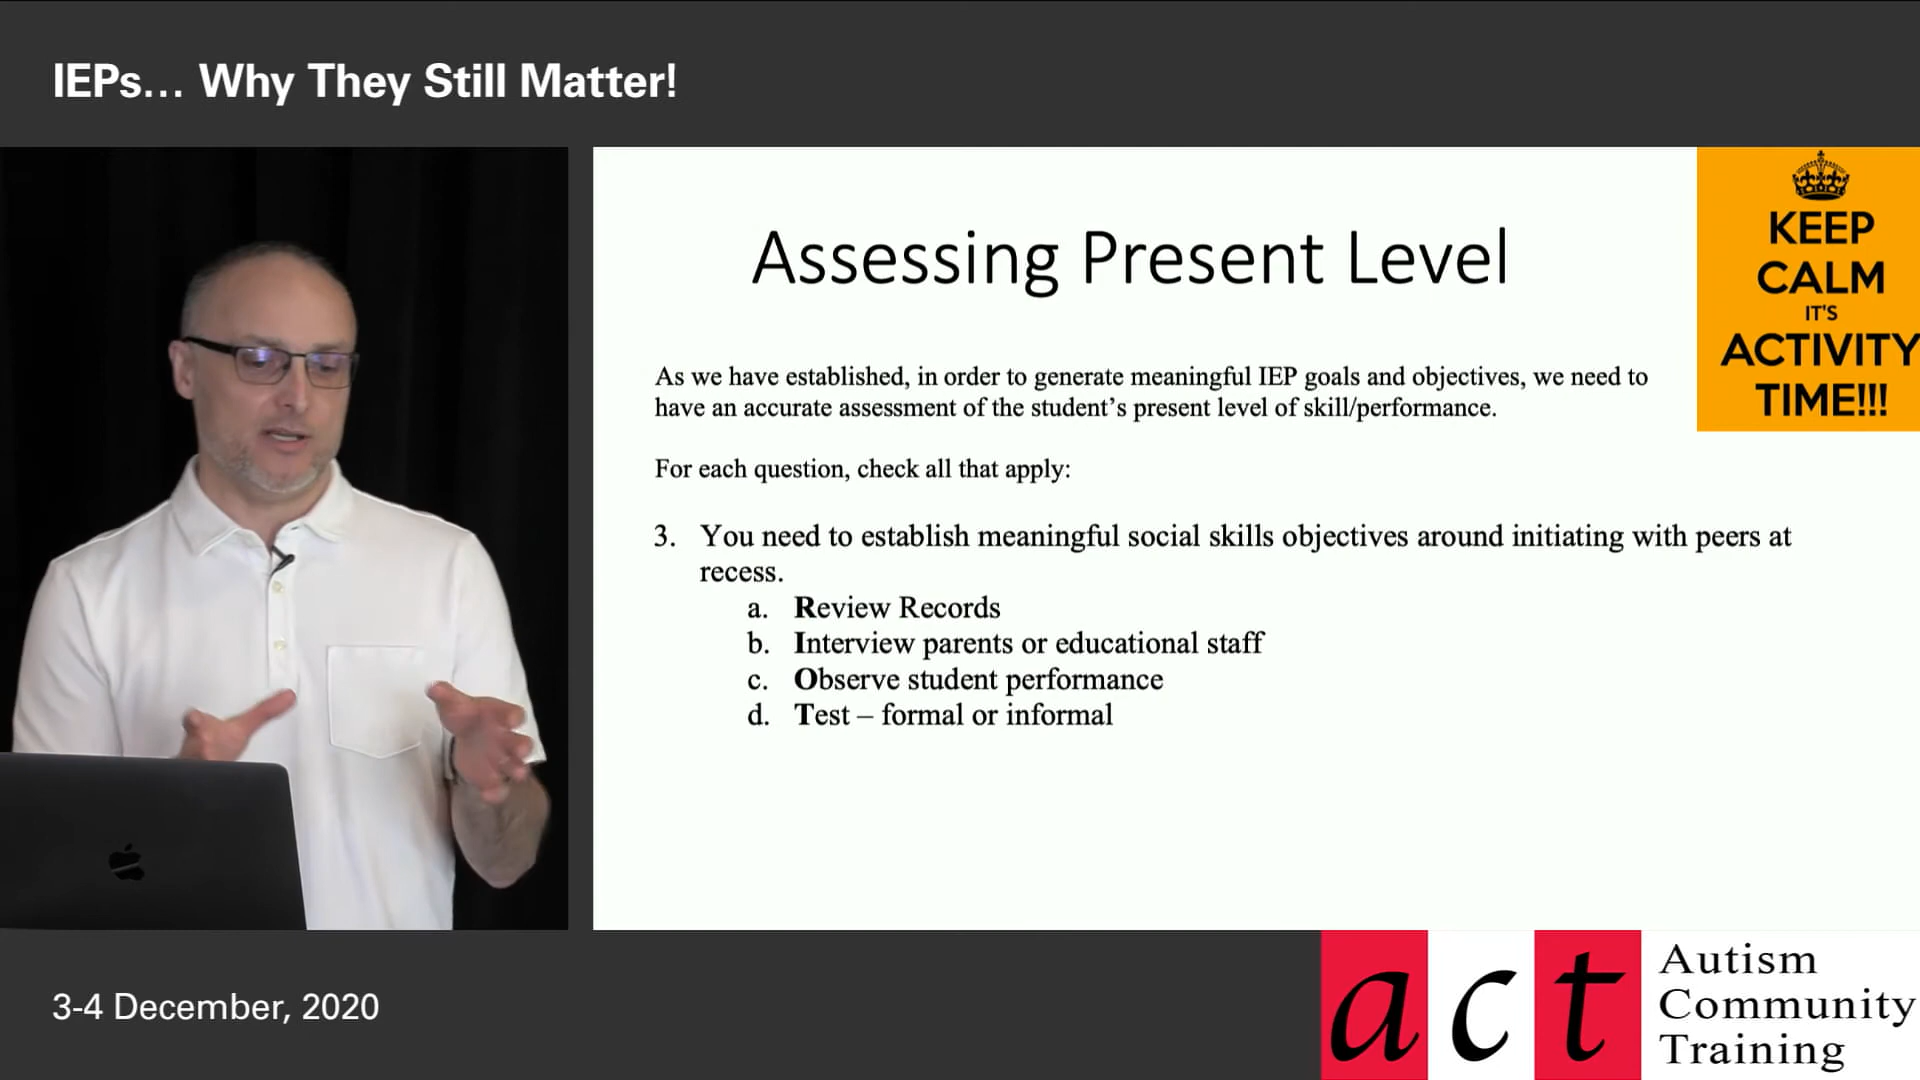 IEPs... Why They Still Matter!
Assessing Present Level
KEEP
CALM
IT'S
ACTIVITY
TIME!!!
As we have established, in order to generate meaningful IEP goals and objectives, we need to
have an accurate assessment of the student’s present level of skill/performance.
For each question, check all that apply:
3. You need to establish meaningful social skills objectives around initiating with peers at
recess.
a. Review Records
b. Interview parents or educational staff
c. Observe student performance
d. Test – formal or informal
3-4 December, 2020
act
Autism
Community
Training